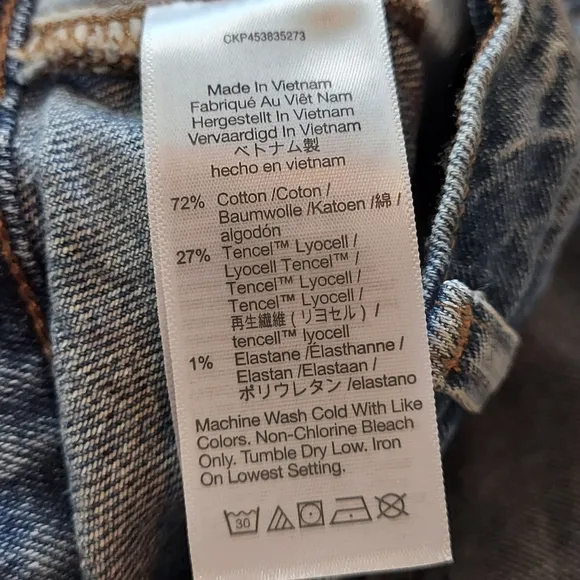 CKP453835273
Made In Vietnam
Fabriqué Au Viêt Nam
Hergestellt In Vietnam
Vervaardigd In Vietnam
ベトナム製
hecho en vietnam
72% Cotton /Coton /
Baumwolle /Katoen /綿 /
algodón
27% Tencel™ Lyocell /
Lyocell Tencel™ /
Tencel™ Lyocell /
Tencel™ Lyocell /
再生繊維 (リヨセル) /
tencell™ lyocell
1% Elastane /Élasthanne /
Elastan /Elastaan /
ポリウレタン /elastano
Machine Wash Cold With Like
Colors. Non-Chlorine Bleach
Only. Tumble Dry Low. Iron
On Lowest Setting.
30